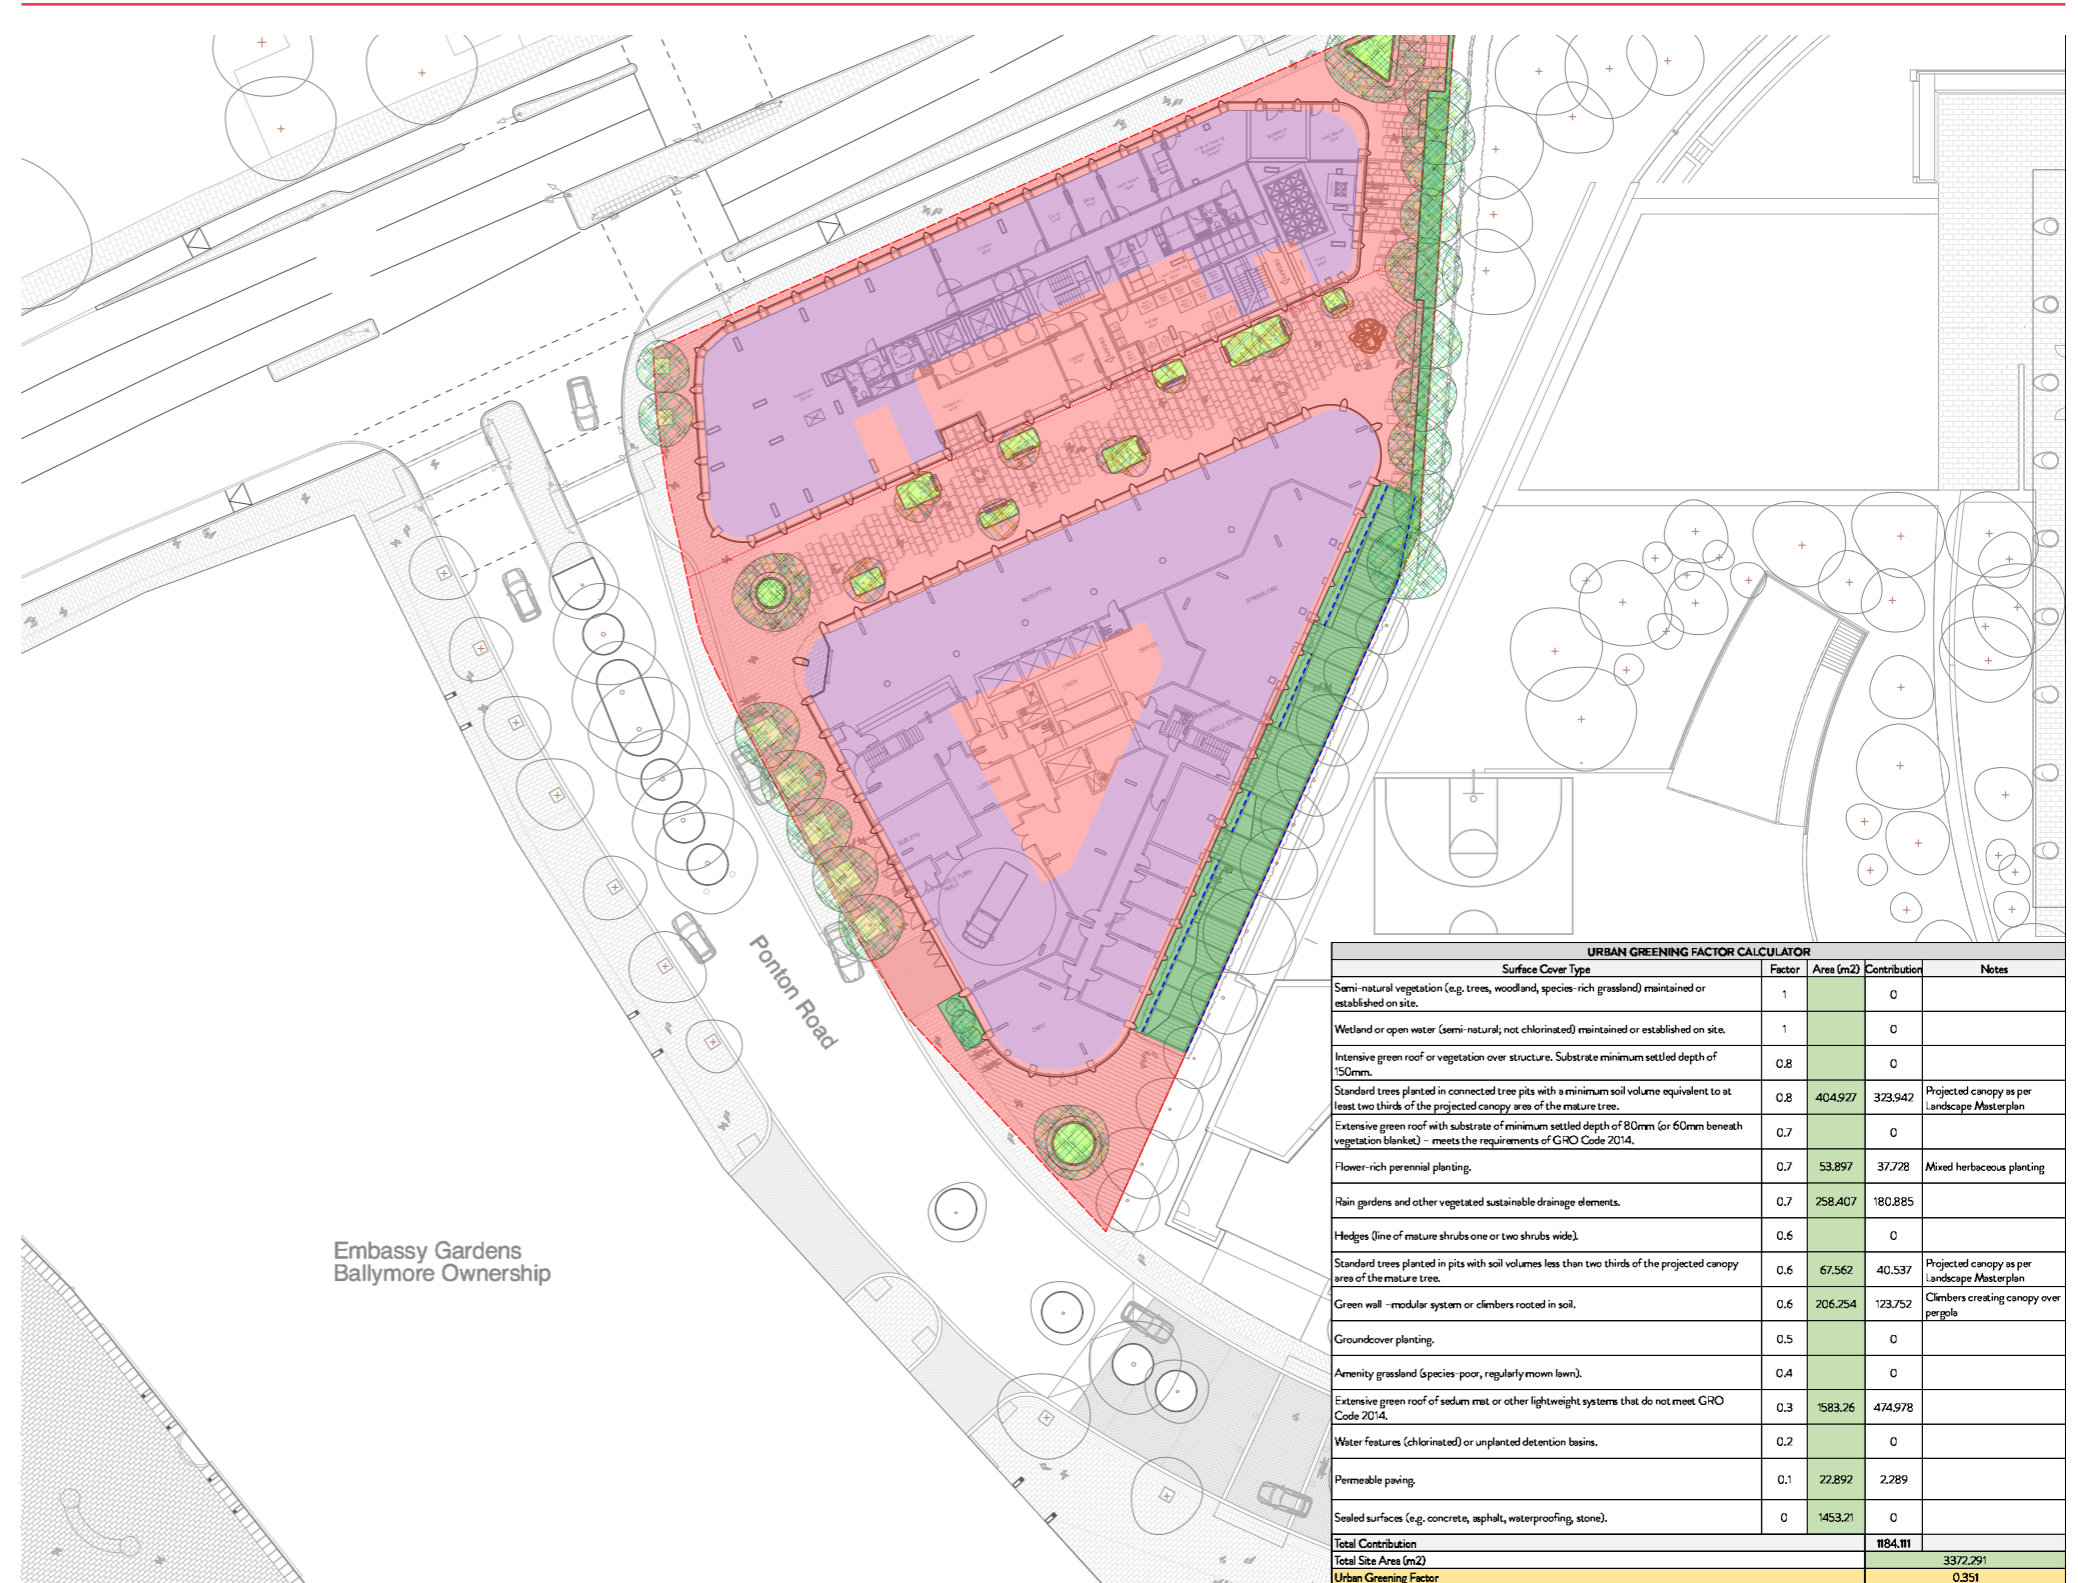 RECEPTION
SPRINKLERS
OFFICE
LINEN
LUGGAGE
SUB STN
Ponton Road
Embassy Gardens
Ballymore Ownership
URBAN GREENING FACTOR CALCULATOR
Surface Cover Type Factor Area (m2) Contribution Notes
Semi-natural vegetation (e.g. trees, woodland, species-rich grassland) maintained or
established on site. 1 0
Wetland or open water (semi-natural; not chlorinated) maintained or established on site. 1 0
Intensive green roof or vegetation over structure. Substrate minimum settled depth of
150mm. 0.8 0
Standard trees planted in connected tree pits with a minimum soil volume equivalent to at
least two thirds of the projected canopy area of the mature tree. 0.8 404.927 323.942 Projected canopy as per
Landscape Masterplan
Extensive green roof with substrate of minimum settled depth of 80mm (or 60mm beneath
vegetation blanket) – meets the requirements of GRO Code 2014. 0.7 0
Flower-rich perennial planting. 0.7 53.897 37.728 Mixed herbaceous planting
Rain gardens and other vegetated sustainable drainage elements. 0.7 258.407 180.885
Hedges (line of mature shrubs one or two shrubs wide). 0.6 0
Standard trees planted in pits with soil volumes less than two thirds of the projected canopy
area of the mature tree. 0.6 67.562 40.537 Projected canopy as per
Landscape Masterplan
Green wall –modular system or climbers rooted in soil. 0.6 206.254 123.752 Climbers creating canopy over
pergola
Groundcover planting. 0.5 0
Amenity grassland (species-poor, regularly mown lawn). 0.4 0
Extensive green roof of sedum mat or other lightweight systems that do not meet GRO
Code 2014. 0.3 1583.26 474.978
Water features (chlorinated) or unplanted detention basins. 0.2 0
Permeable paving. 0.1 22.892 2.289
Sealed surfaces (e.g. concrete, asphalt, waterproofing, stone). 0 1453.21 0
Total Contribution 1184.111
Total Site Area (m2) 3372.291
Urban Greening Factor 0.351